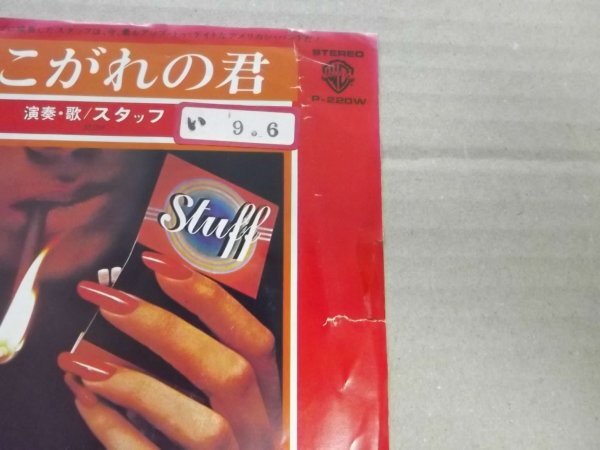 STEREO
こがれの君
P-220W
演奏・歌/スタッフ
い 9.6
Stuff